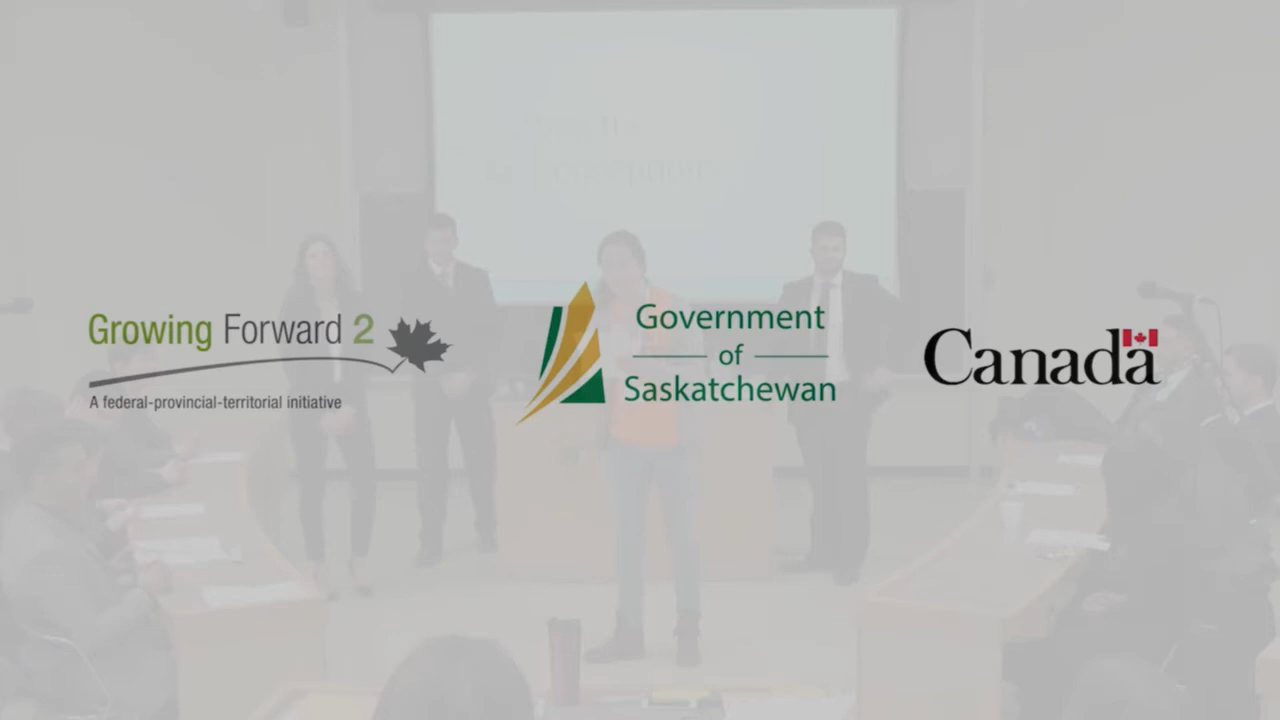 Growing Forward 2
A federal-provincial-territorial initiative
Government
of
Saskatchewan
Canada